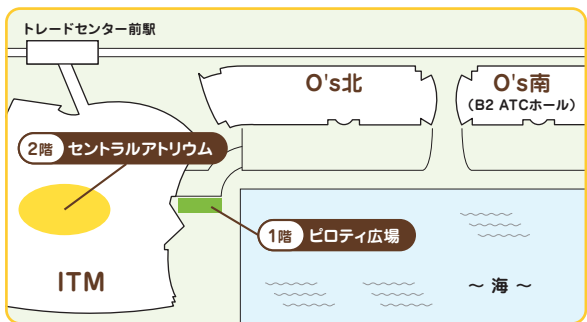 トレードセンター前駅
O's北
O's南
(B2 ATCホール)
2階 セントラルアトリウム
1階 ピロティ広場
ITM
〜 海 〜